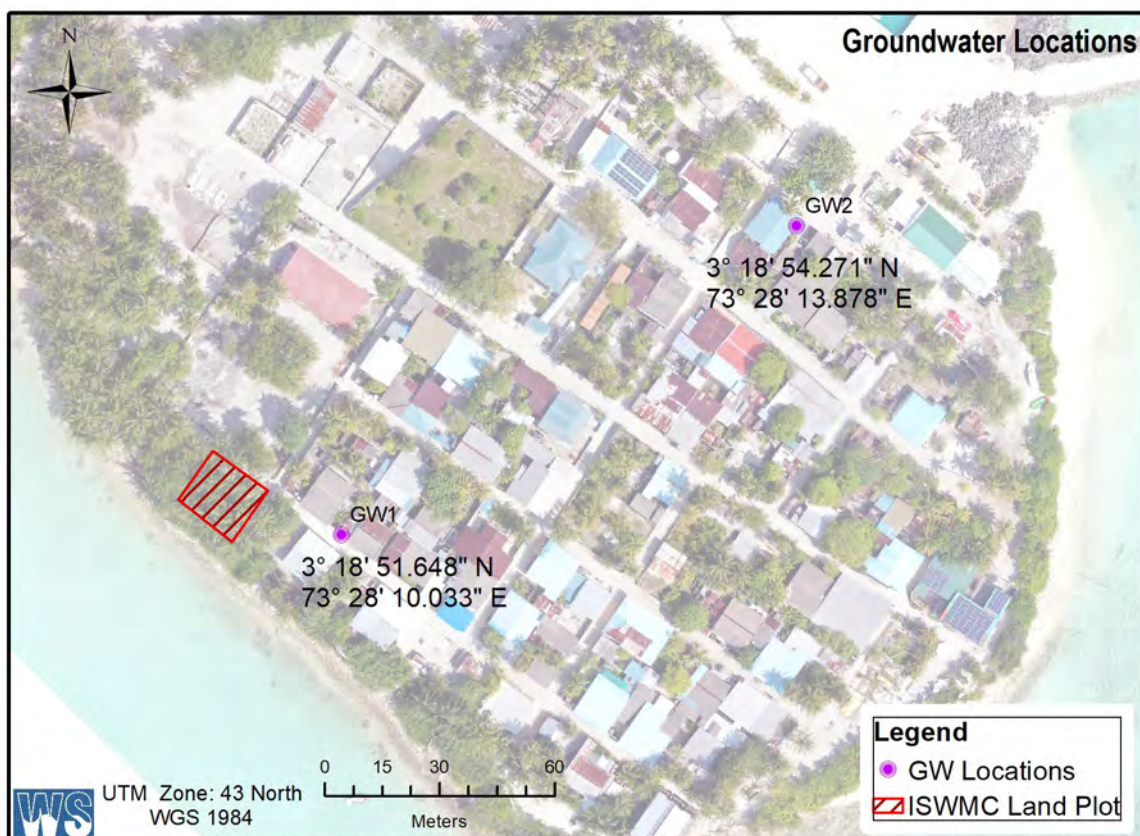 Groundwater Locations
N
GW2
3° 18' 54.271" N
73° 28' 13.878" E
GW1
3° 18' 51.648" N
73° 28' 10.033" E
Legend
GW Locations
ISWMC Land Plot
0 15 30 60
Meters
WS
UTM Zone: 43 North
WGS 1984